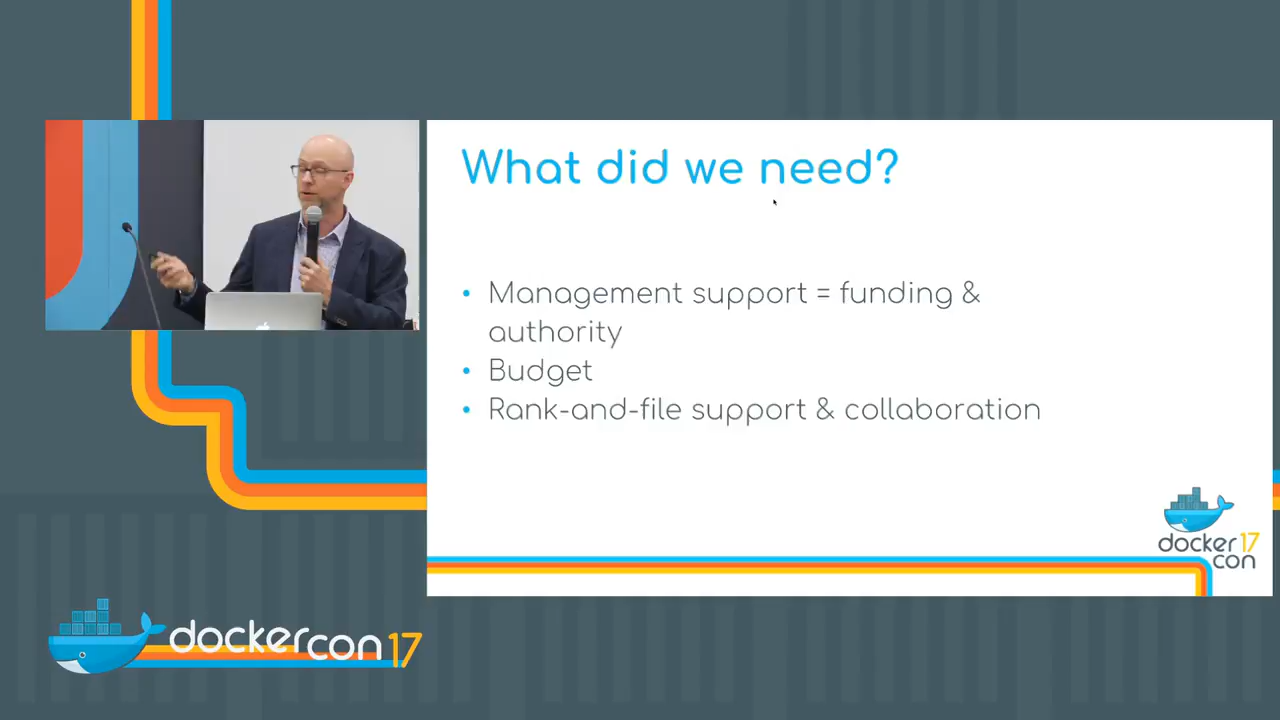 What did we need?
• Management support = funding &
authority
• Budget
• Rank-and-file support & collaboration
docker 17
con
dockercon 17